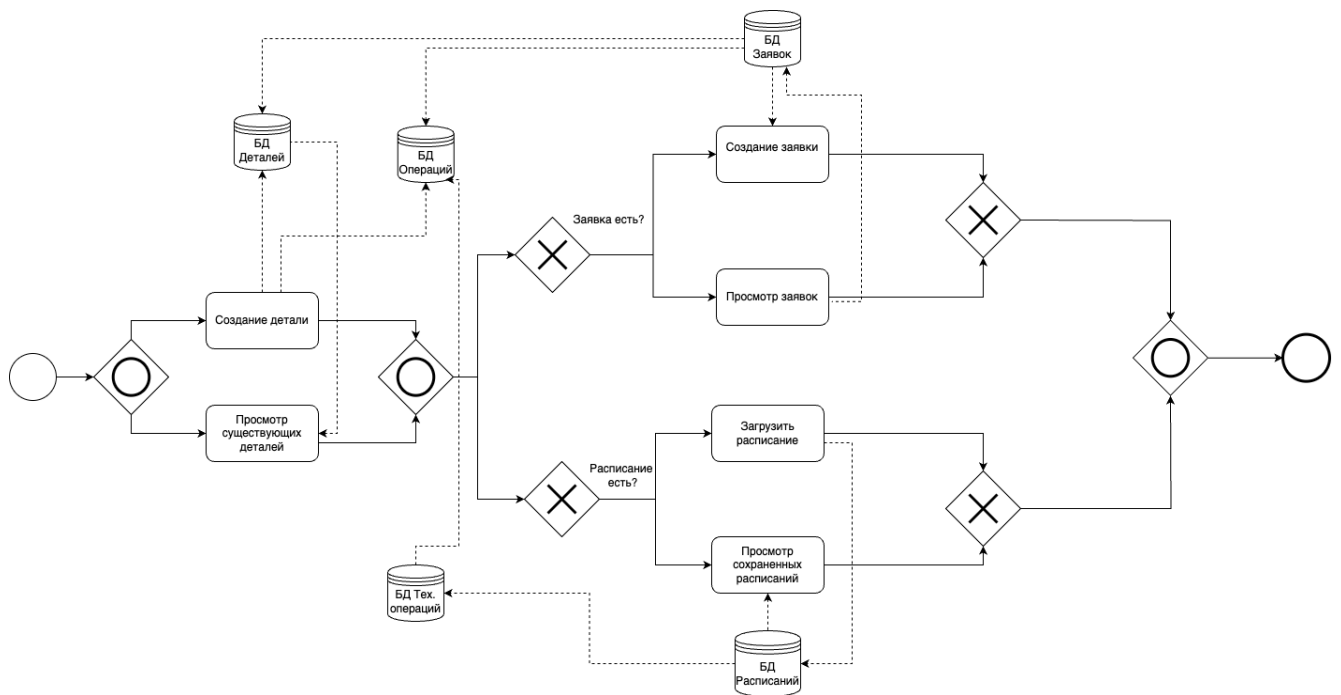 БД
Заявок
БД
Деталей
БД
Операций
Создание заявки
Заявка есть?
Просмотр заявок
Создание детали
Просмотр
существующих
деталей
Загрузить
расписание
Расписание
есть?
Просмотр
сохраненных
расписаний
БД Тех.
операций
БД
Расписаний